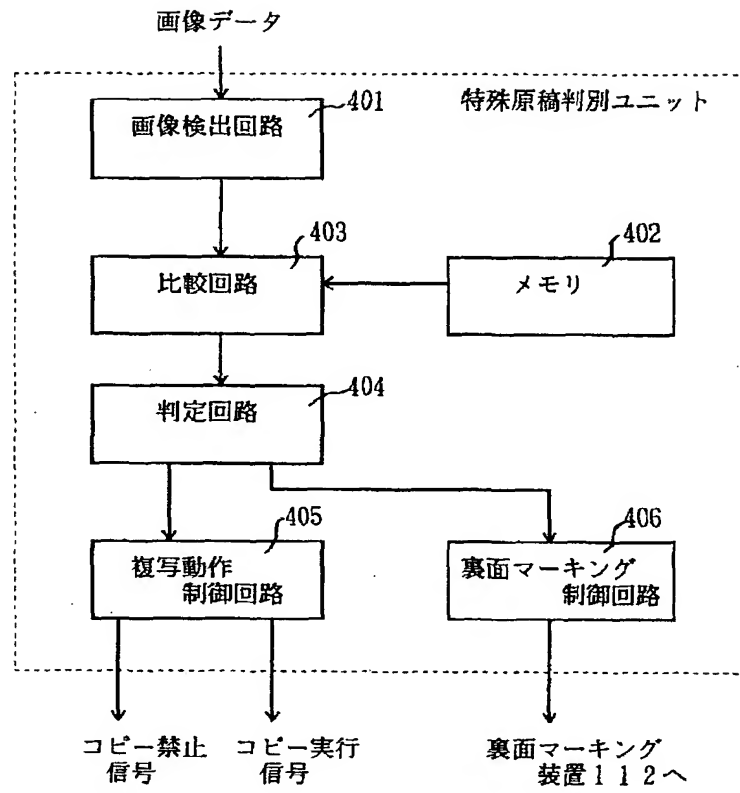 画像データ
401
特殊原稿判別ユニット
画像検出回路
403
402
比較回路
メモリ
404
判定回路
405
406
複写動作
制御回路
裏面マーキング
制御回路
コピー禁止
信号
コピー実行
信号
裏面マーキング
装置112へ